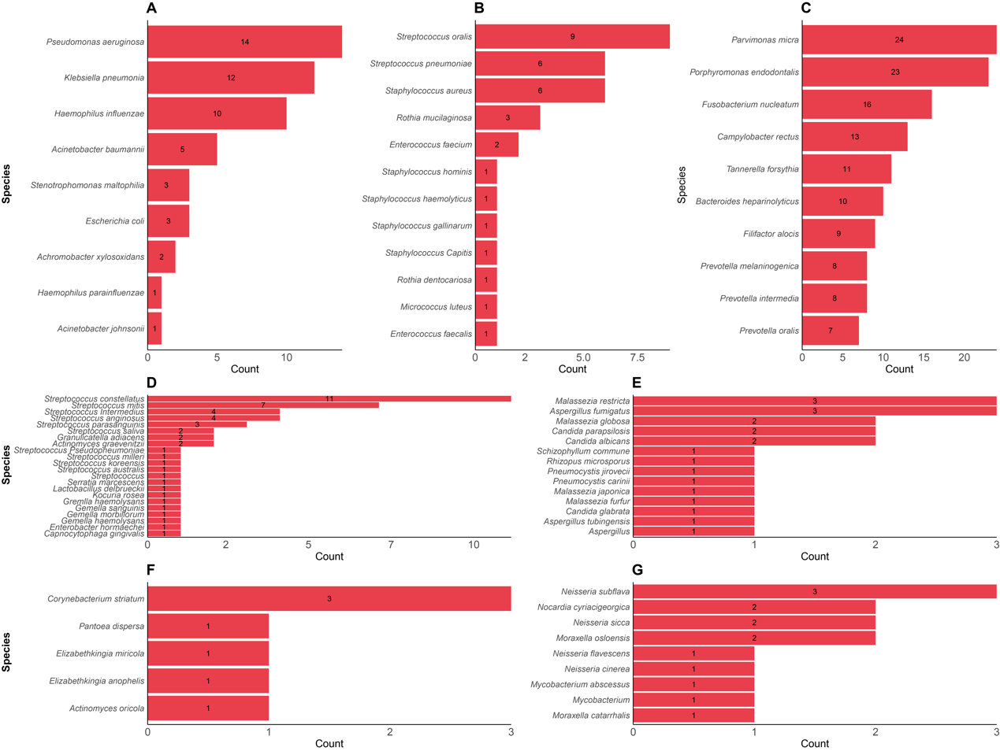 A
Species
Pseudomonas aeruginosa 14
Klebsiella pneumonia 12
Haemophilus influenzae 10
Acinetobacter baumannii 5
Stenotrophomonas maltophilia 3
Escherichia coli 3
Achromobacter xylosoxidans 2
Haemophilus parainfluenzae 1
Acinetobacter johnsonii 1
0 5 10
Count
B
Streptococcus oralis 9
Streptococcus pneumoniae 6
Staphylococcus aureus 6
Rothia mucilaginosa 3
Enterococcus faecium 2
Staphylococcus hominis 1
Staphylococcus haemolyticus 1
Staphylococcus gallinarum 1
Staphylococcus Capitis 1
Rothia dentocariosa 1
Micrococcus luteus 1
Enterococcus faecalis 1
0 2 5.0 7.5
Count
C
Species
Parvimonas micra 24
Porphyromonas endodontalis 23
Fusobacterium nucleatum 16
Campylobacter rectus 13
Tannerella forsythia 11
Bacteroides heparinolyticus 10
Filifactor alocis 9
Prevotella melaninogenica 8
Prevotella intermedia 8
Prevotella oralis 7
0 5 10 15 20
Count
D
Species
Streptococcus constellatus 11
Streptococcus mitis 7
Streptococcus Intermedius 4
Streptococcus anginosus 4
Streptococcus parasanguinis 3
Streptococcus saliva 2
Granulicatella adiacens 2
Actinomyces graevenitzii 2
Streptococcus Pseudopneumoniae 1
Streptococcus milleri 1
Streptococcus koreensis 1
Streptococcus australis 1
Streptococcus 1
Serratia marcescens 1
Lactobacillus delbrueckii 1
Kocuria rosea 1
Gremlla haemolysans 1
Gemella sanguinis 1
Gemella morbillorum 1
Gemella haemolysans 1
Enterobacter hormaechei 1
Capnocytophaga gingivalis 1
0 2 5 7 10
Count
E
Malassezia restricta 3
Aspergillus fumigatus 3
Malassezia globosa 2
Candida parapsilosis 2
Candida albicans 2
Schizophyllum commune 1
Rhizopus microsporus 1
Pneumocystis jirovecii 1
Pneumocystis carinii 1
Malassezia japonica 1
Malassezia furfur 1
Candida glabrata 1
Aspergillus tubingensis 1
Aspergillus 1
0 1 2 3
Count
F
Species
Corynebacterium striatum 3
Pantoea dispersa 1
Elizabethkingia miricola 1
Elizabethkingia anophelis 1
Actinomyces oricola 1
0 1 2 3
Count
G
Neisseria subflava 3
Nocardia cyriacigeorgica 2
Neisseria sicca 2
Moraxella osloensis 2
Neisseria flavescens 1
Neisseria cinerea 1
Mycobacterium abscessus 1
Mycobacterium 1
Moraxella catarrhalis 1
0 1 2 3
Count